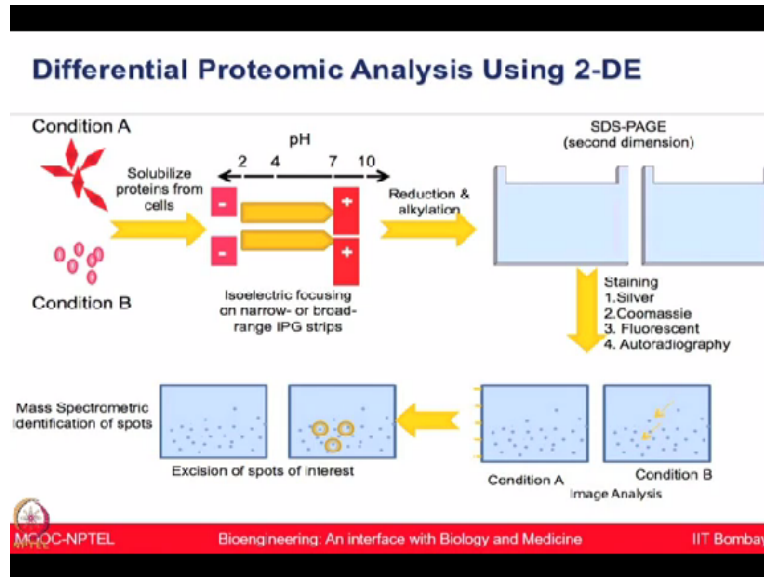 Differential Proteomic Analysis Using 2-DE
Condition A
Condition B
Solubilize
proteins from
cells
pH
2 4 7 10
-
+
-
+
Isoelectric focusing
on narrow- or broad-
range IPG strips
Reduction &
alkylation
SDS-PAGE
(second dimension)
Staining
1.Silver
2.Coomassie
3. Fluorescent
4. Autoradiography
Mass Spectrometric
Identification of spots
Excision of spots of interest
Condition A
Condition B
Image Analysis
MOOC-NPTEL
Bioengineering: An interface with Biology and Medicine
IIT Bombay